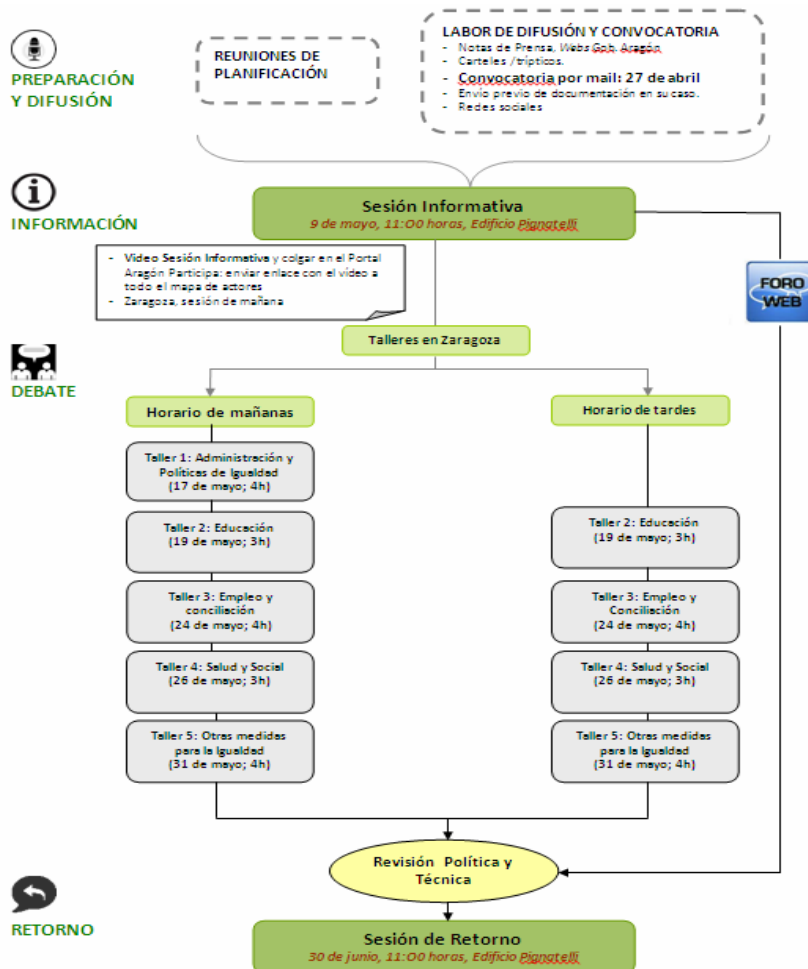 PREPARACIÓN
Y DIFUSIÓN
REUNIONES DE
PLANIFICACIÓN
LABOR DE DIFUSIÓN Y CONVOCATORIA
- Notas de Prensa, Webs Gob. Aragón
- Carteles /trípticos.
- Convocatoria por mail: 27 de abril
- Envío previo de documentación en su caso.
- Redes sociales
INFORMACIÓN
Sesión Informativa
9 de mayo, 11:00 horas, Edificio Pignatelli
- Video Sesión Informativa y colgar en el Portal
Aragón Participa: enviar enlace con el vídeo a
todo el mapa de actores
- Zaragoza, sesión de mañana
FORO
WEB
Talleres en Zaragoza
DEBATE
Horario de mañanas
Horario de tardes
Taller 1: Administración y
Políticas de Igualdad
(17 de mayo; 4h)
Taller 2: Educación
(19 de mayo; 3h)
Taller 2: Educación
(19 de mayo; 3h)
Taller 3: Empleo y
conciliación
(24 de mayo; 4h)
Taller 3: Empleo y
Conciliación
(24 de mayo; 4h)
Taller 4: Salud y Social
(26 de mayo; 3h)
Taller 4: Salud y Social
(26 de mayo; 3h)
Taller 5: Otras medidas
para la Igualdad
(31 de mayo; 4h)
Taller 5: Otras medidas
para la Igualdad
(31 de mayo; 4h)
Revisión Política y
Técnica
RETORNO
Sesión de Retorno
30 de junio, 11:00 horas, Edificio Pignatelli